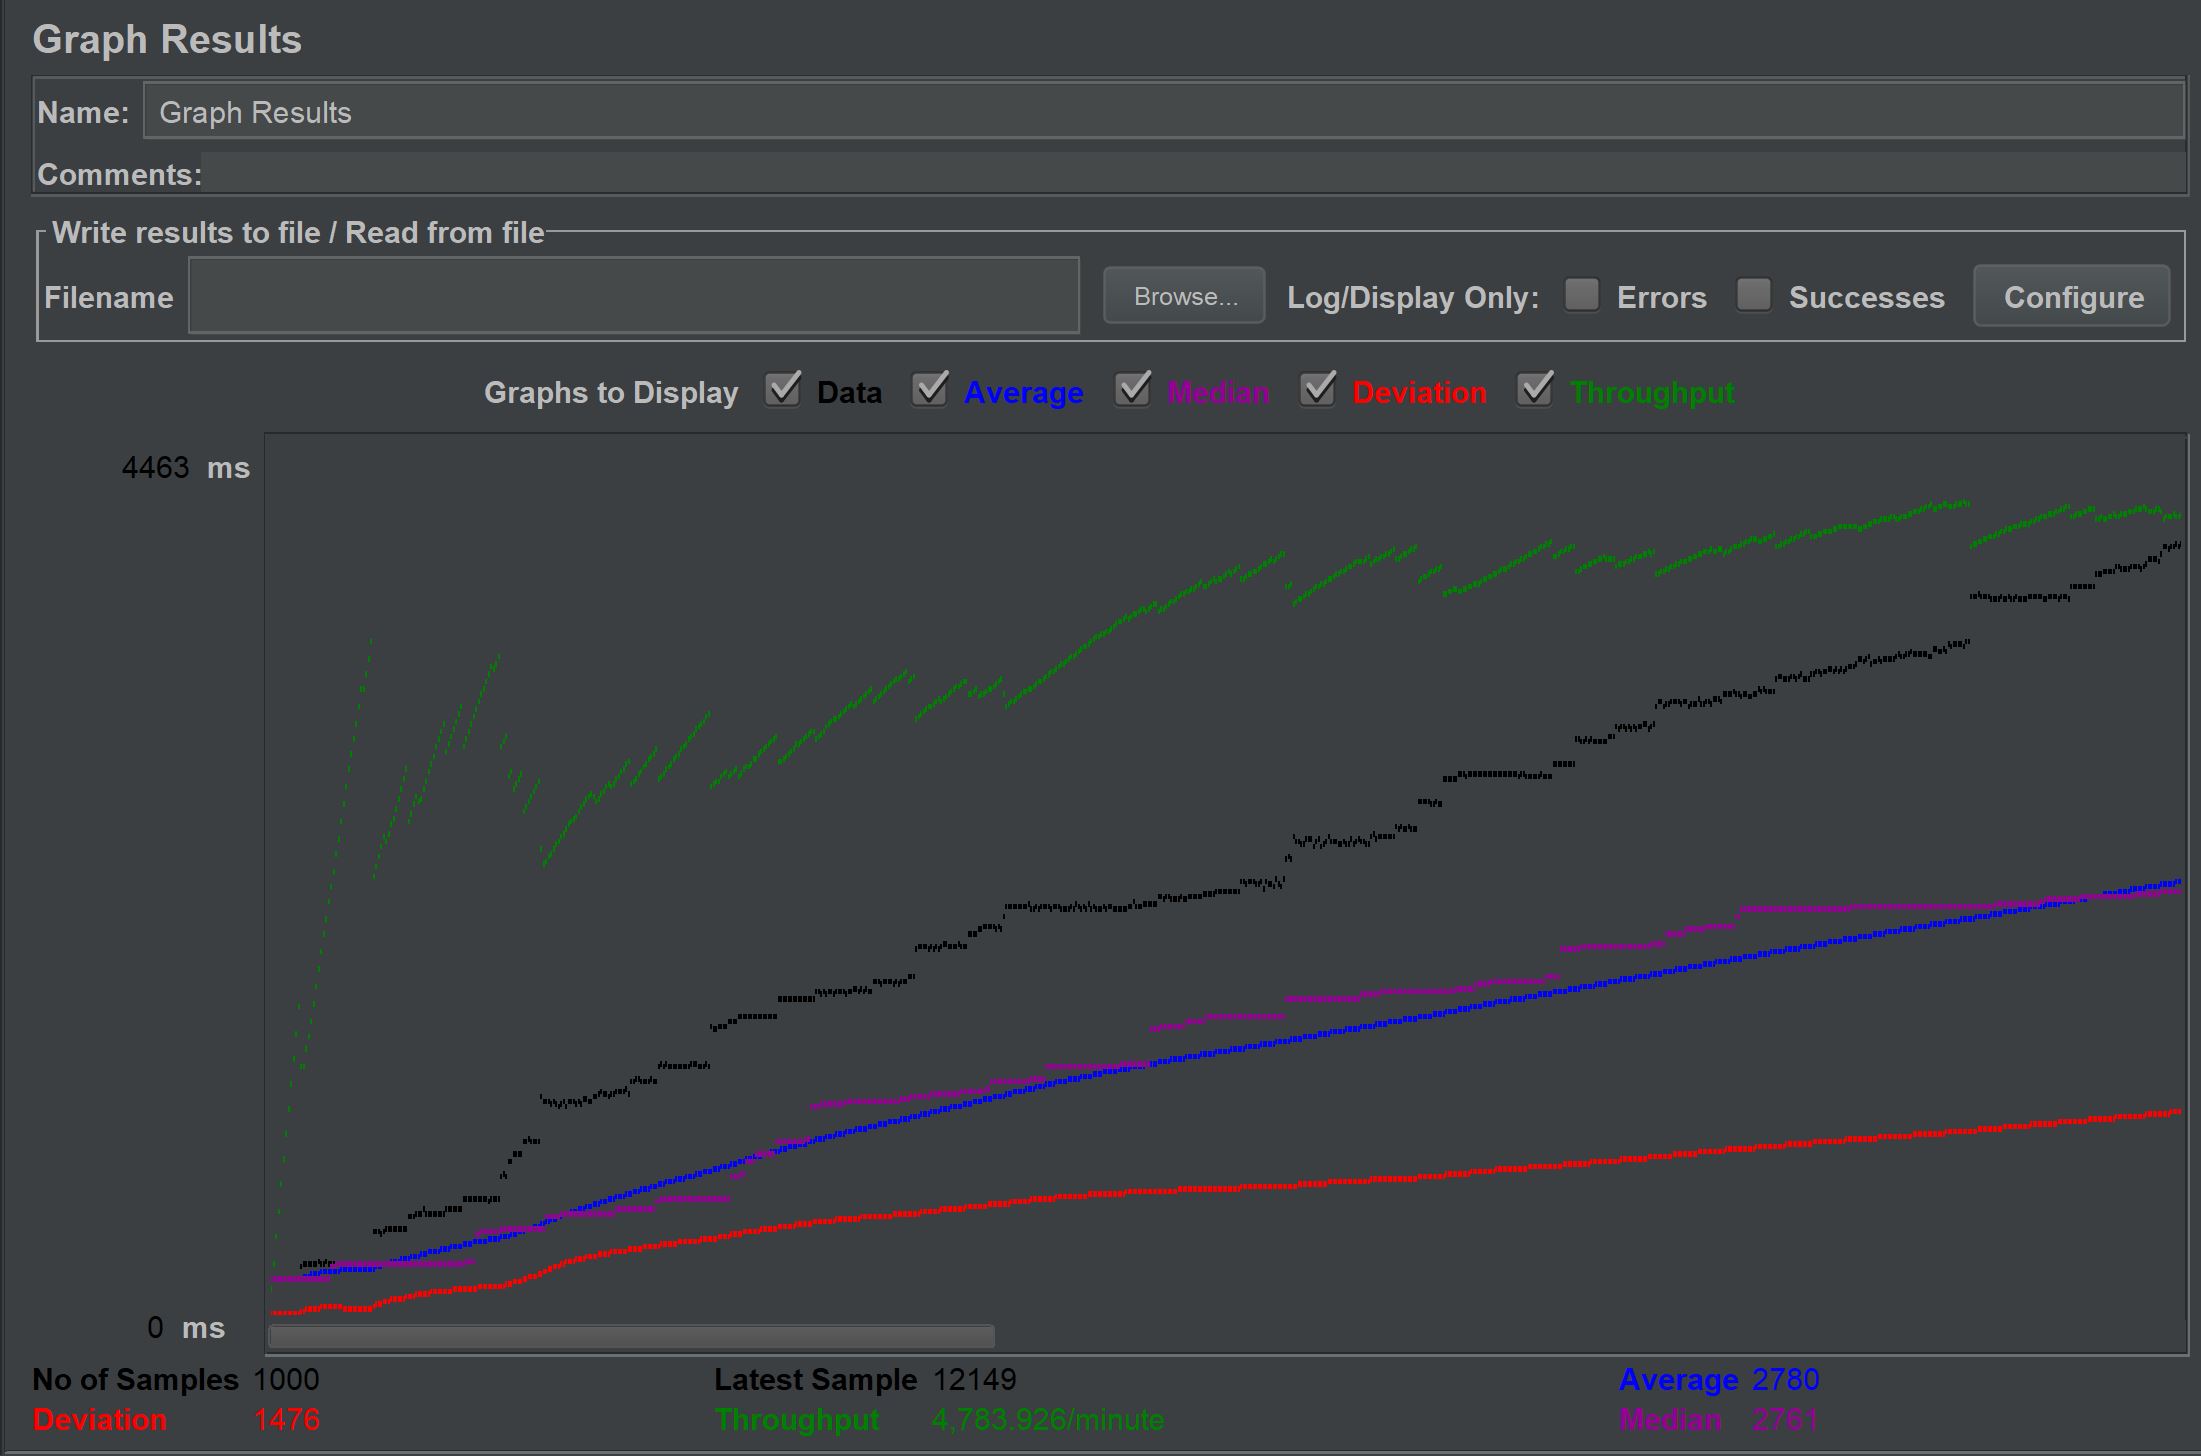 Graph Results
Name: Graph Results
Comments:
Write results to file / Read from file
Filename Browse... Log/Display Only: Errors Successes Configure
Graphs to Display Data Average Median Deviation Throughput
4463 ms
0 ms
No of Samples 1000 Latest Sample 12149 Average 2780
Deviation 1476 Throughput 4,783.926/minute Median 2761